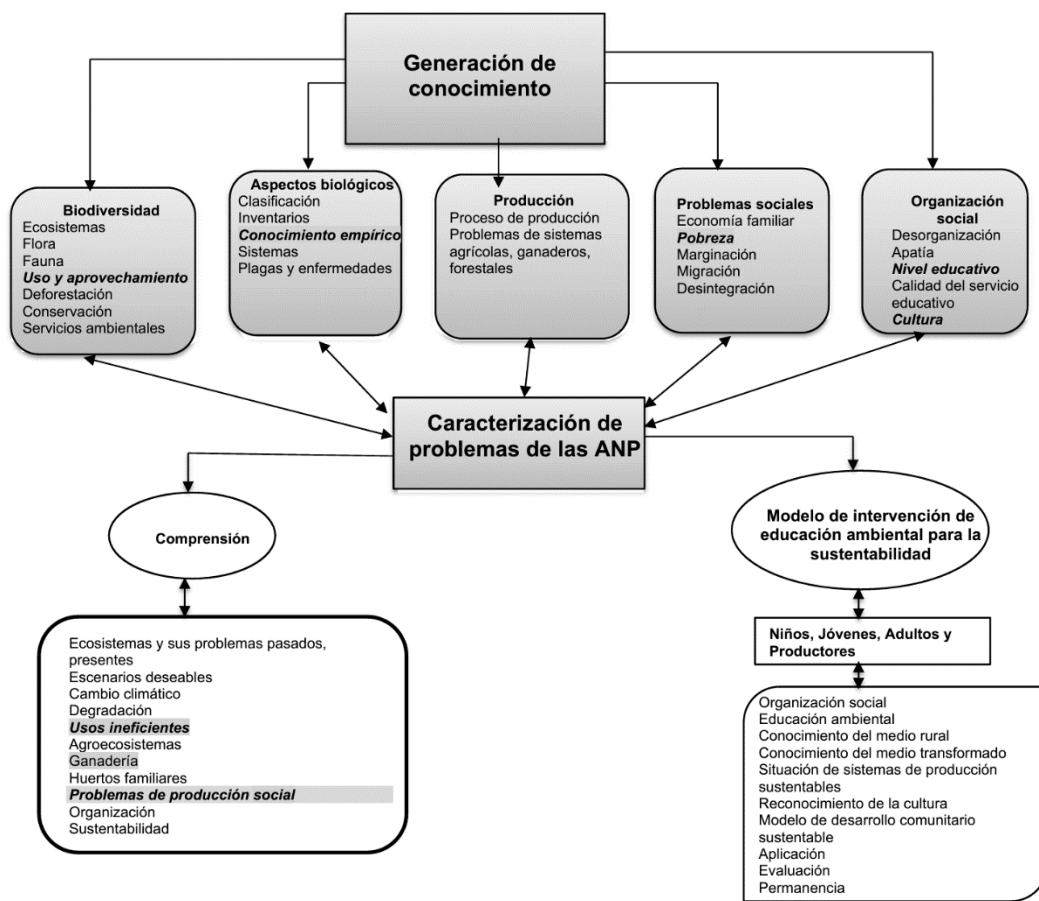 Generación de
conocimiento
Biodiversidad
Ecosistemas
Flora
Fauna
Uso y aprovechamiento
Deforestación
Conservación
Servicios ambientales
Aspectos biológicos
Clasificación
Inventarios
Conocimiento empírico
Sistemas
Plagas y enfermedades
Producción
Proceso de producción
Problemas de sistemas
agrícolas, ganaderos,
forestales
Problemas sociales
Economía familiar
Pobreza
Marginación
Migración
Desintegración
Organización
social
Desorganización
Apatía
Nivel educativo
Calidad del servicio
educativo
Cultura
Caracterización de
problemas de las ANP
Comprensión
Modelo de intervención de
educación ambiental para la
sustentabilidad
Ecosistemas y sus problemas pasados,
presentes
Escenarios deseables
Cambio climático
Degradación
Usos ineficientes
Agroecosistemas
Ganadería
Huertos familiares
Problemas de producción social
Organización
Sustentabilidad
Niños, Jóvenes, Adultos y
Productores
Organización social
Educación ambiental
Conocimiento del medio rural
Conocimiento del medio transformado
Situación de sistemas de producción
sustentables
Reconocimiento de la cultura
Modelo de desarrollo comunitario
sustentable
Aplicación
Evaluación
Permanencia